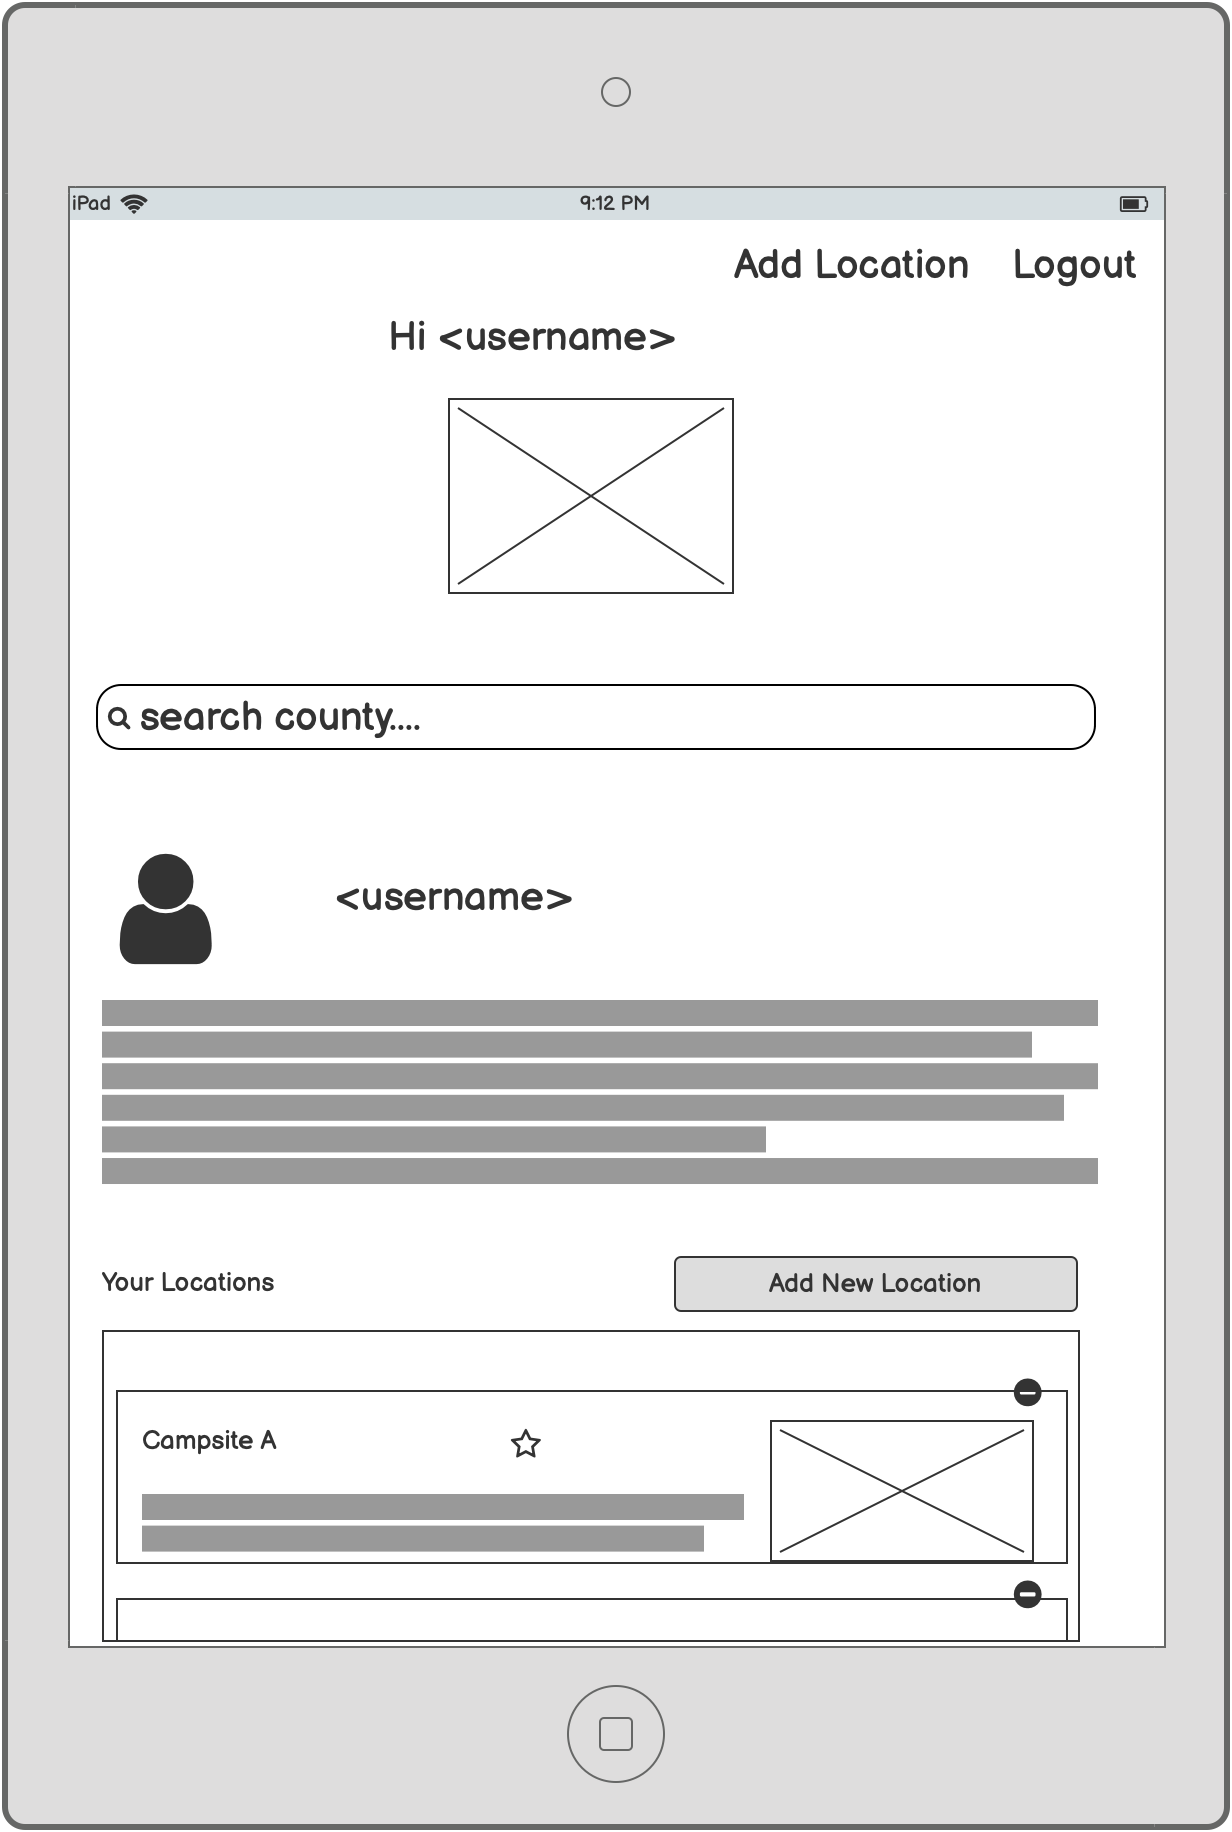 iPad 9:12 PM
Add Location Logout
Hi <username>
search county....
<username>
Your Locations Add New Location
Campsite A